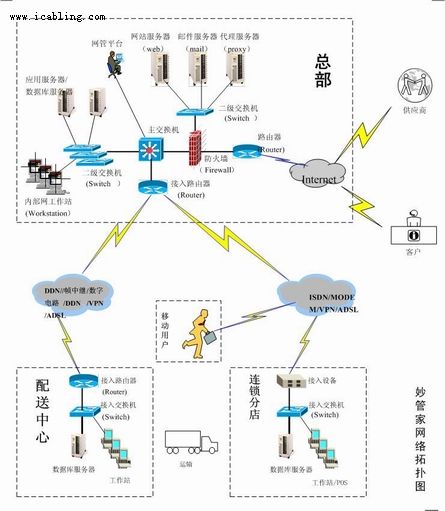 www.icabling.com
网管平台
网站服务器
（web）
邮件服务器
（mail）
代理服务器
（proxy）
总部
应用服务器/
数据库服务器
二级交换机
（Switch ）
主交换机
路由器
(Router)
供应商
防火墙
（Firewall）
Internet
二级交换机
（Switch ）
接入路由器
(Router)
内部网工作站
(Workstation)
客户
DDN//帧中继/数字
电路 /DDN /VPN
/ADSL
ISDN/MODE
M/VPN/ADSL
移动用户
配送中心
接入路由器
(Router)
接入交换机
(Switch)
数据库服务器
工作站
运输
连锁分店
接入设备
接入交换机
(Switch)
数据库服务器
工作站/POS
妙管家网络拓扑图